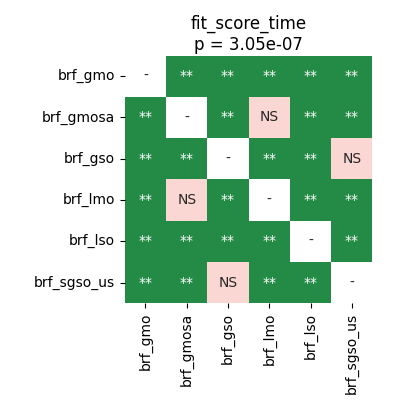 fit_score_time
p = 3.05e-07
brf_gmo - ** ** ** ** **
brf_gmosa ** - ** NS ** **
brf_gso ** ** - ** ** NS
brf_lmo ** NS ** - ** **
brf_lso ** ** ** ** - **
brf_sgso_us ** ** NS ** ** -
brf_gmo brf_gmosa brf_gso brf_lmo brf_lso brf_sgso_us